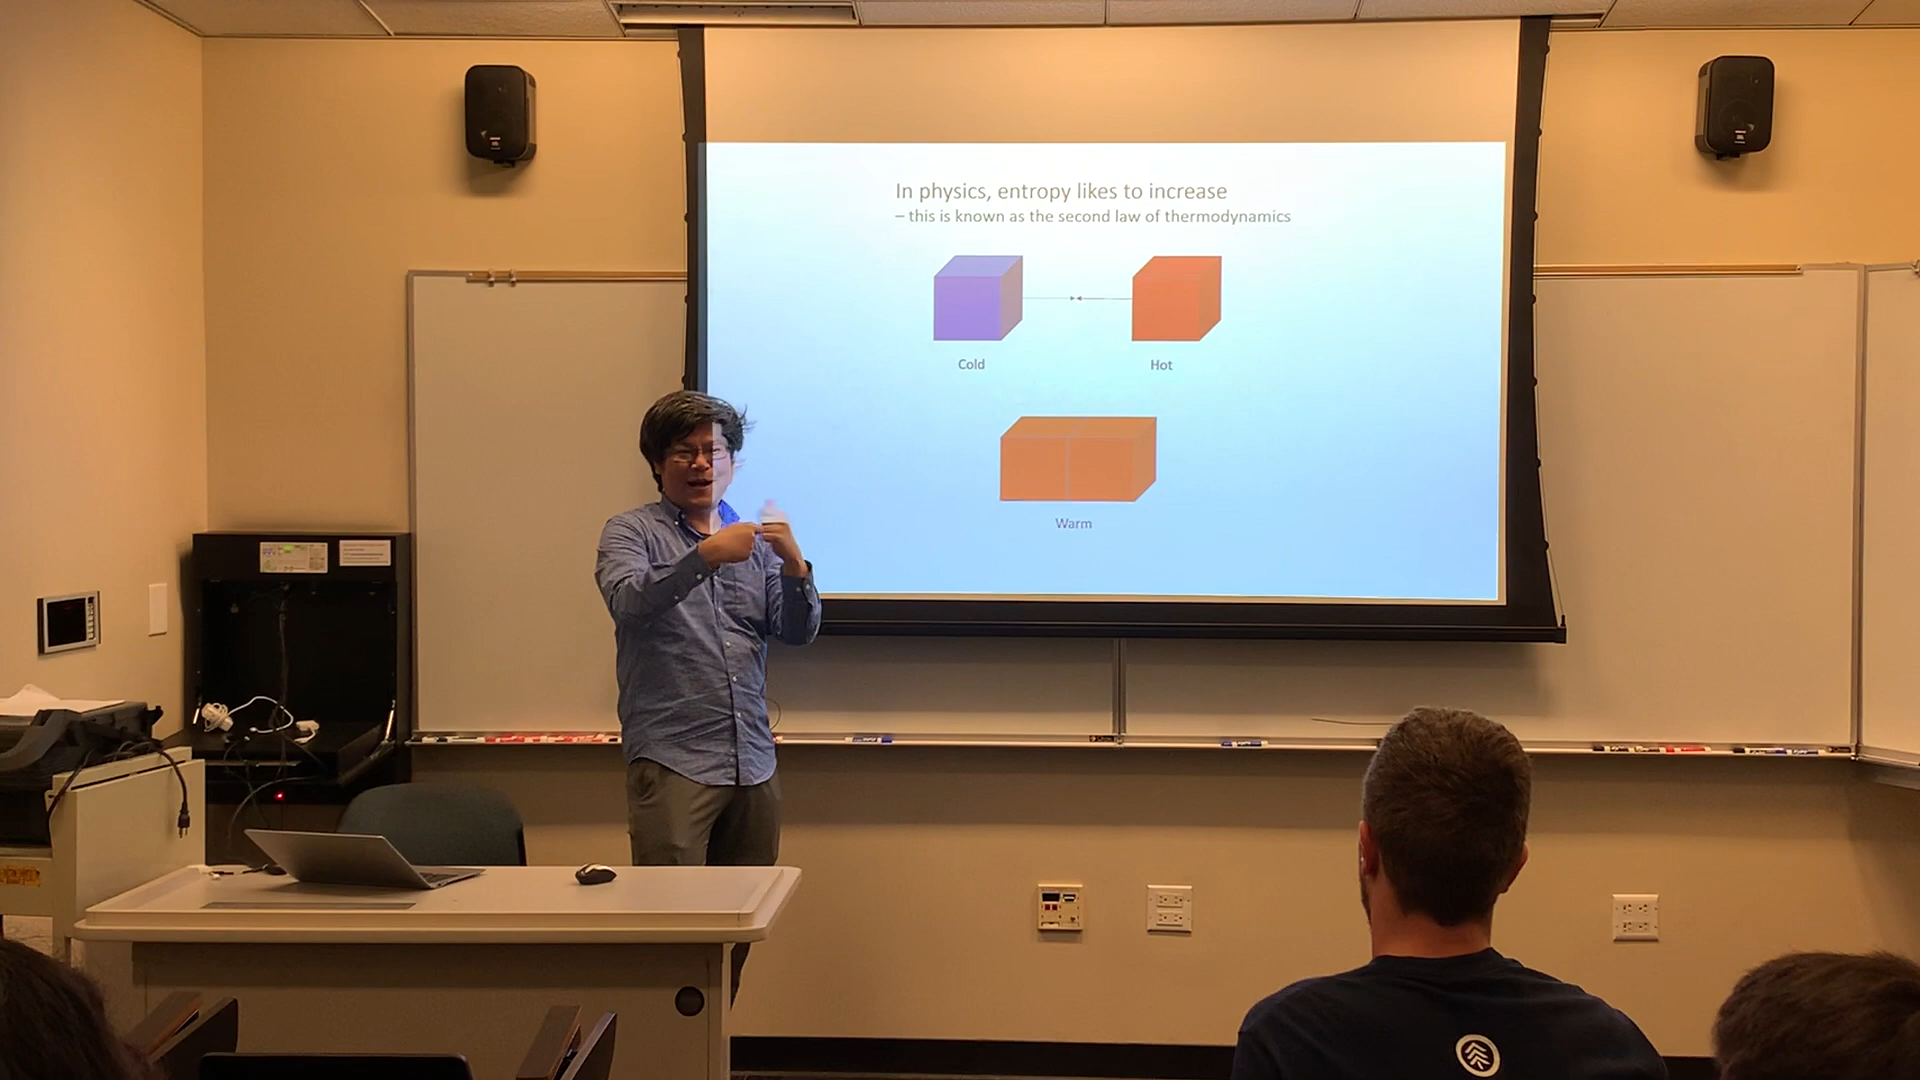 In physics, entropy likes to increase
– this is known as the second law of thermodynamics
Cold
Hot
Warm